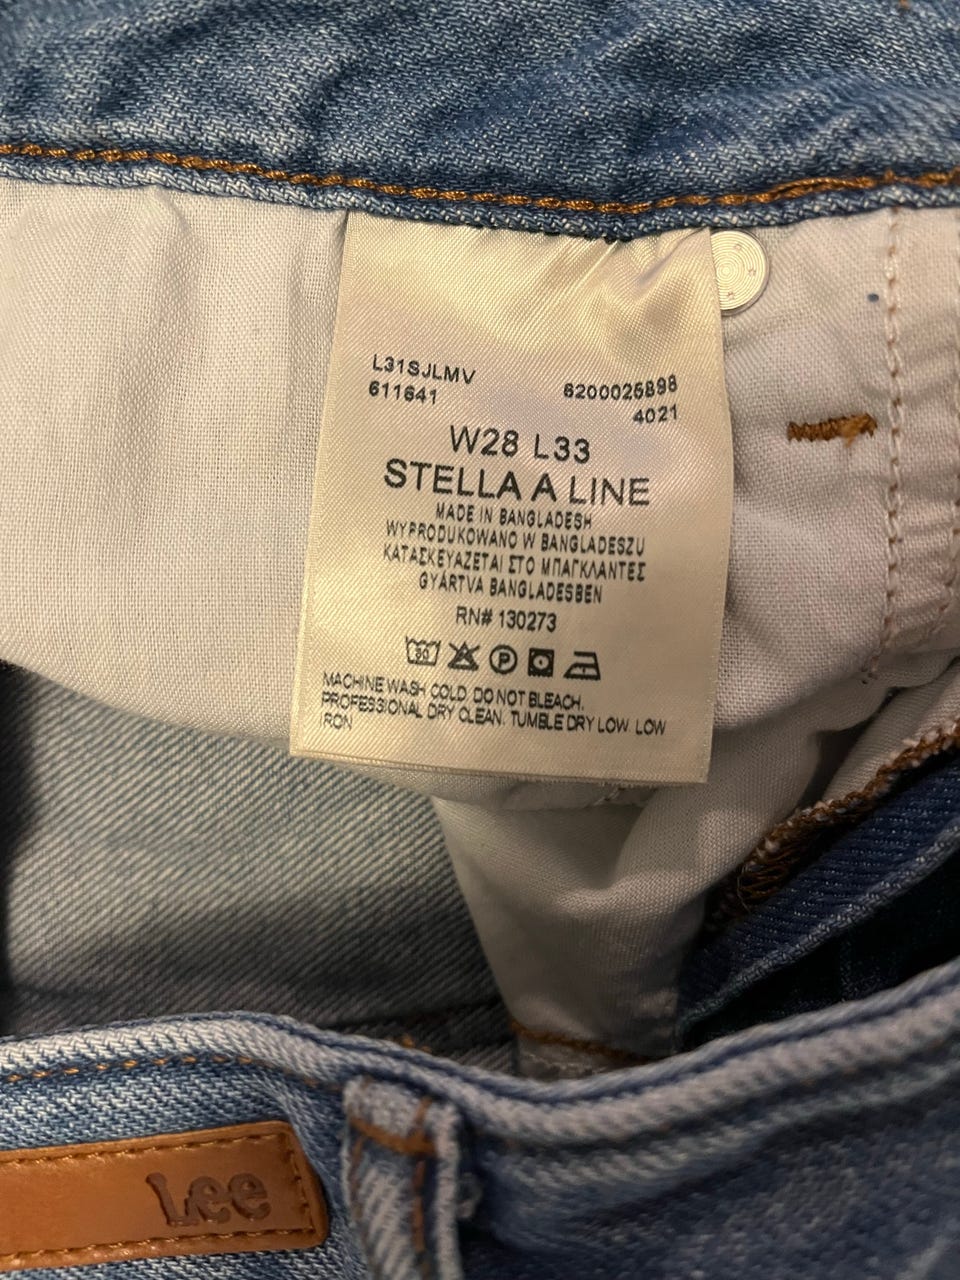 L31SJLMV
611641
6200025898
4021
W28 L33
STELLA A LINE
MADE IN BANGLADESH
WYPRODUKOWANO W BANGLADESZU
ΚΑΤΑΣΚΕΥΑΖΕΤΑΙ ΣΤΟ ΜΠΑΓΚΛΑΝΤΕΣ
GYÁRTVA BANGLADESBEN
RN# 130273
30 P
MACHINE WASH COLD. DO NOT BLEACH.
PROFESSIONAL DRY CLEAN. TUMBLE DRY LOW. LOW
IRON
Lee